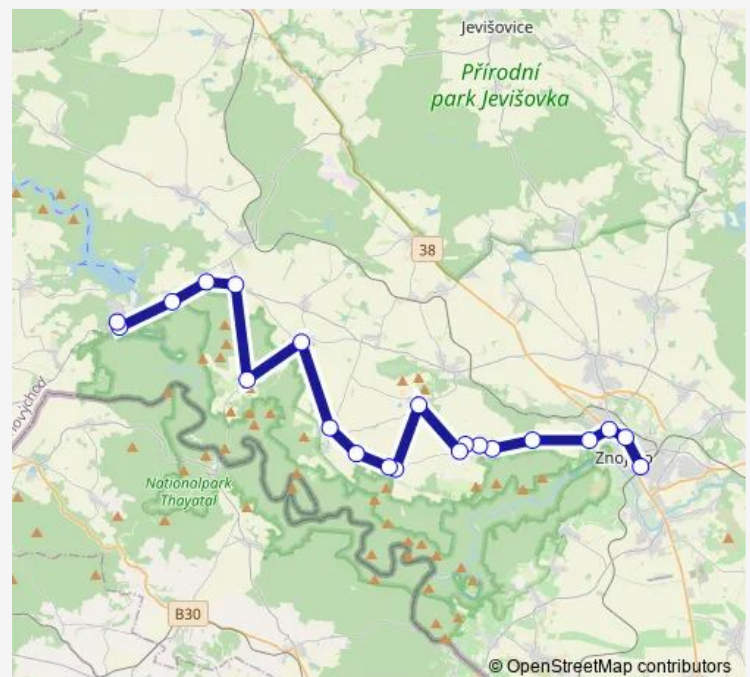 Jevišovice
Přírodní
park Jevišovka
38
Nationalpark
Thayatal
B30
© OpenStreetMap contributors